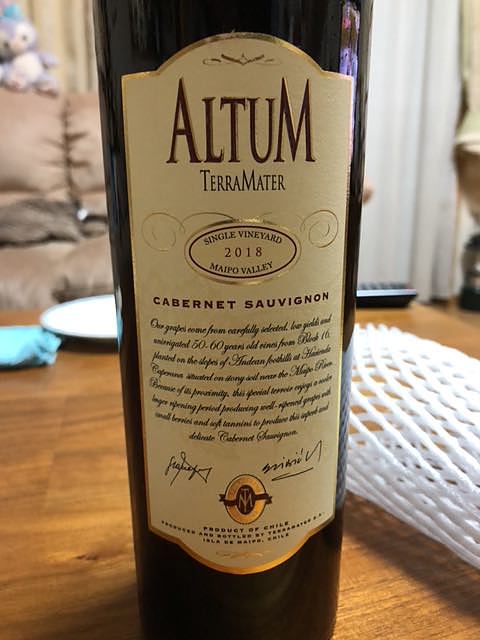 ALTUM
TERRAMATER
SINGLE VINEYARD
2018
MAIPO VALLEY
CABERNET SAUVIGNON
Our grapes come from carefully selected, low yields and
unirrigated 50-60 years old vines from Block 16,
planted on the slopes of Andean foothills at Hacienda
Caperana situated on stony soil near the Maipo River.
Because of its proximity, this special terroir enjoys a cooler
longer ripening period producing well-ripened grapes with
small berries and soft tannins to produce this superb and
delicate Cabernet Sauvignon.
TM
PRODUCT OF CHILE
PRODUCED AND BOTTLED BY TERRAMATER S.A.
ISLA DE MAIPO, CHILE